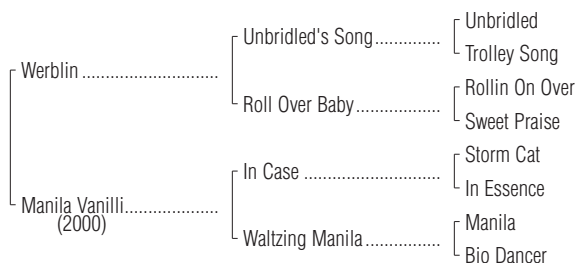 Unbridled
Unbridled's Song..............
Trolley Song
Werblin .............................
Rollin On Over
Roll Over Baby..................
Sweet Praise
Storm Cat
In Case .............................
In Essence
Manila Vanilli....................
(2000)
Manila
Waltzing Manila................
Bio Dancer